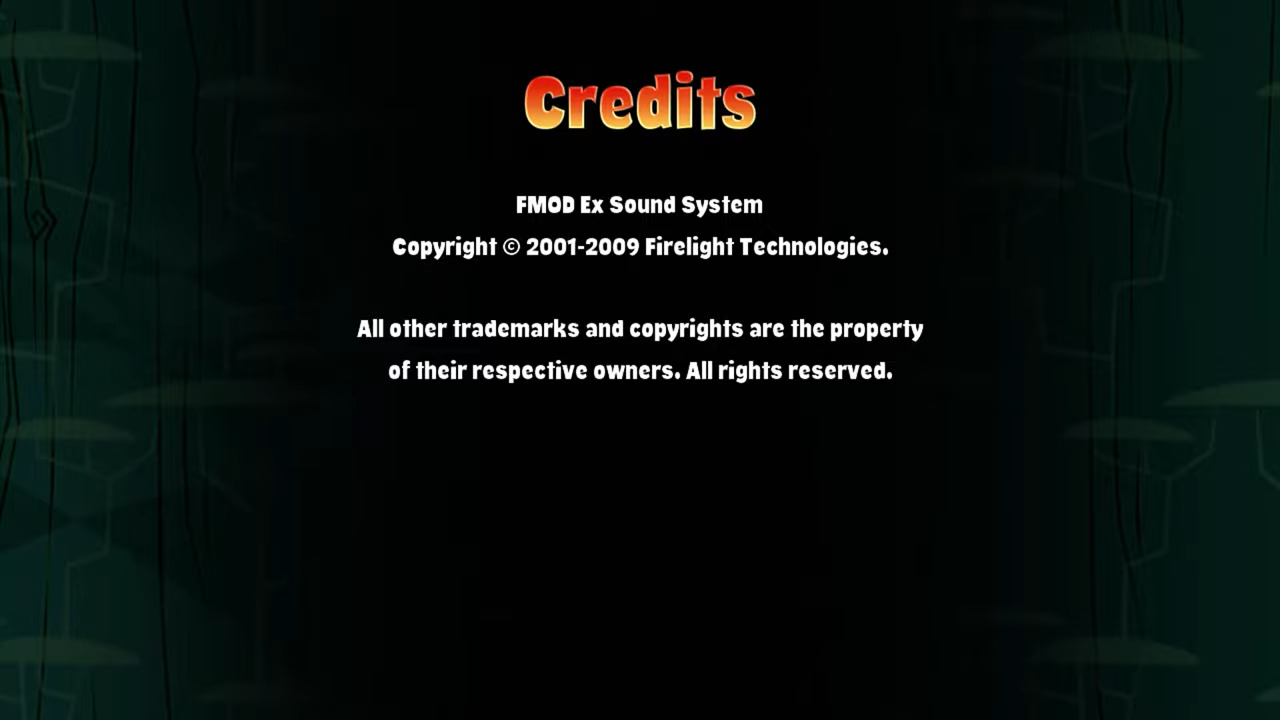 Credits
FMOD Ex Sound System
Copyright © 2001-2009 Firelight Technologies.
All other trademarks and copyrights are the property
of their respective owners. All rights reserved.